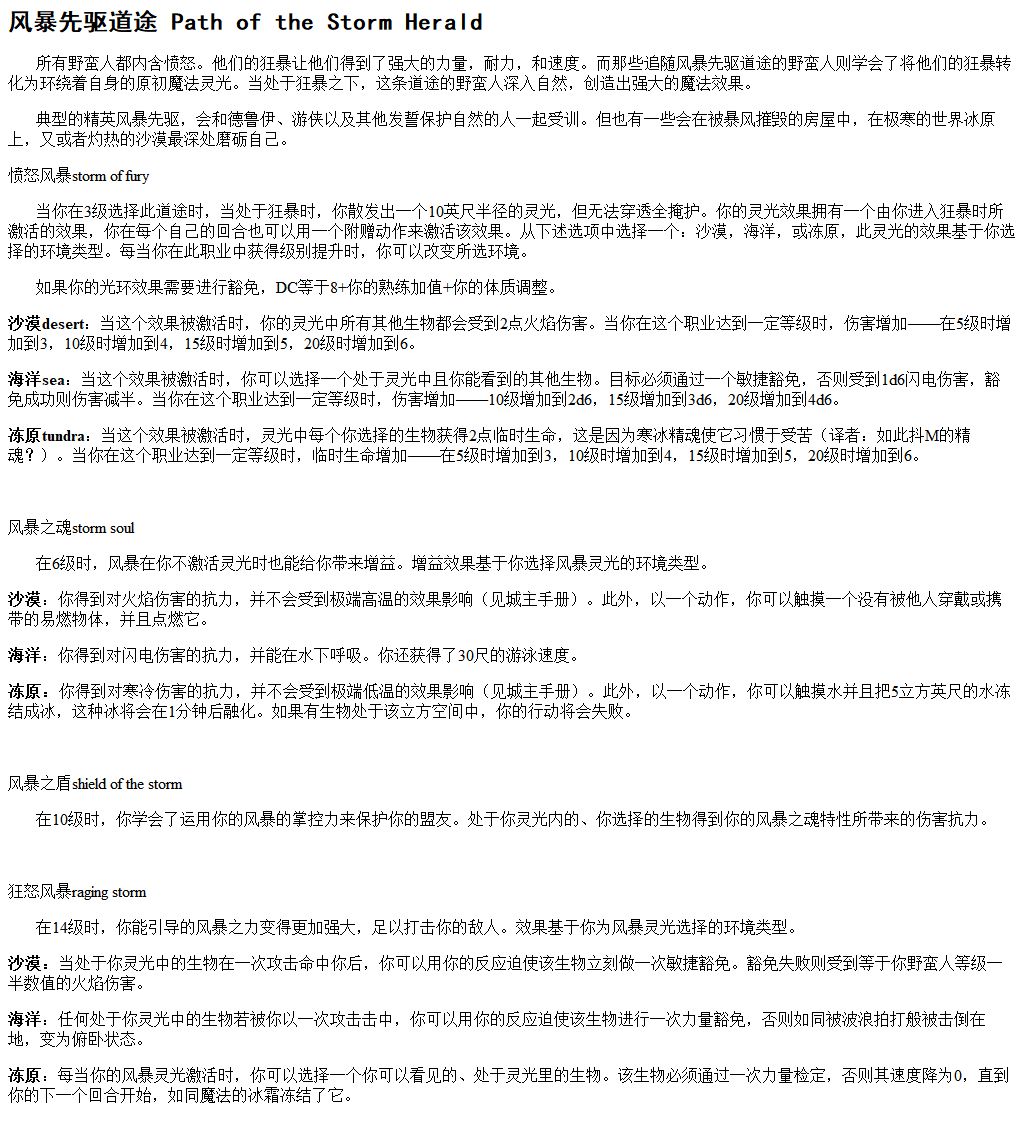 风暴先驱道途 Path of the Storm Herald
所有野蛮人都内含愤怒。他们的狂暴让他们得到了强大的力量，耐力，和速度。而那些追随风暴先驱道途的野蛮人则学会了将他们的狂暴转
化为环绕着自身的原初魔法灵光。当处于狂暴之下，这条道途的野蛮人深入自然，创造出强大的魔法效果。
典型的精英风暴先驱，会和德鲁伊、游侠以及其他发誓保护自然的人一起受训。但也有一些会在被暴风摧毁的房屋中，在极寒的世界冰原
上，又或者灼热的沙漠最深处磨砺自己。
愤怒风暴storm of fury
当你在3级选择此道途时，当处于狂暴时，你散发出一个10英尺半径的灵光，但无法穿透全掩护。你的灵光效果拥有一个由你进入狂暴时所
激活的效果，你在每个自己的回合也可以用一个附赠动作来激活该效果。从下述选项中选择一个：沙漠，海洋，或冻原，此灵光的效果基于你选
择的环境类型。每当你在此职业中获得级别提升时，你可以改变所选环境。
如果你的光环效果需要进行豁免，DC等于8+你的熟练加值+你的体质调整。
沙漠desert：当这个效果被激活时，你的灵光中所有其他生物都会受到2点火焰伤害。当你在这个职业达到一定等级时，伤害增加——在5级时增
加到3，10级时增加到4，15级时增加到5，20级时增加到6。
海洋sea：当这个效果被激活时，你可以选择一个处于灵光中且你能看到的其他生物。目标必须通过一个敏捷豁免，否则受到1d6闪电伤害，豁
免成功则伤害减半。当你在这个职业达到一定等级时，伤害增加——10级增加到2d6，15级增加到3d6，20级增加到4d6。
冻原tundra：当这个效果被激活时，灵光中每个你选择的生物获得2点临时生命，这是因为寒冰精魂使它习惯于受苦（译者：如此抖M的精
魂？）。当你在这个职业达到一定等级时，临时生命增加——在5级时增加到3，10级时增加到4，15级时增加到5，20级时增加到6。
风暴之魂storm soul
在6级时，风暴在你不激活灵光时也能给你带来增益。增益效果基于你选择风暴灵光的环境类型。
沙漠：你得到对火焰伤害的抗力，并不会受到极端高温的效果影响（见城主手册）。此外，以一个动作，你可以触摸一个没有被他人穿戴或携
带的易燃物体，并且点燃它。
海洋：你得到对闪电伤害的抗力，并能在水下呼吸。你还获得了30尺的游泳速度。
冻原：你得到对寒冷伤害的抗力，并不会受到极端低温的效果影响（见城主手册）。此外，以一个动作，你可以触摸水并且把5立方英尺的水冻
结成冰，这种冰将会在1分钟后融化。如果有生物处于该立方空间中，你的行动将会失败。
风暴之盾shield of the storm
在10级时，你学会了运用你的风暴的掌控力来保护你的盟友。处于你灵光内的、你选择的生物得到你的风暴之魂特性所带来的伤害抗力。
狂怒风暴raging storm
在14级时，你能引导的风暴之力变得更加强大，足以打击你的敌人。效果基于你为风暴灵光选择的环境类型。
沙漠：当处于你灵光中的生物在一次攻击命中你后，你可以用你的反应迫使该生物立刻做一次敏捷豁免。豁免失败则受到等于你野蛮人等级一
半数值的火焰伤害。
海洋：任何处于你灵光中的生物若被你以一次攻击击中，你可以用你的反应迫使该生物进行一次力量豁免，否则如同被波浪拍打般被击倒在
地，变为俯卧状态。
冻原：每当你的风暴灵光激活时，你可以选择一个你可以看见的、处于灵光里的生物。该生物必须通过一次力量检定，否则其速度降为0，直到
你的下一个回合开始，如同魔法的冰霜冻结了它。